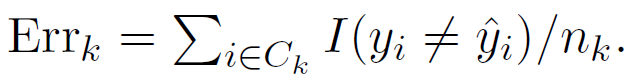 Err_k = ∑_{i∈C_k} I(y_i ≠ ŷ_i)/n_k.